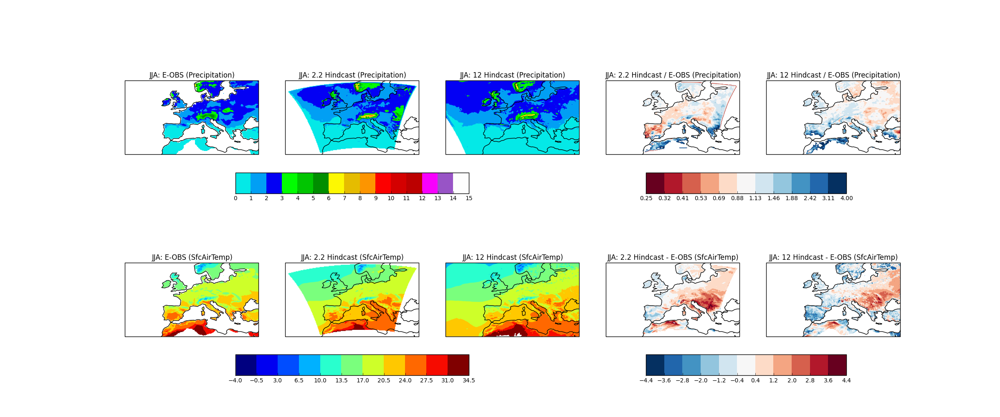 JJA: E-OBS (Precipitation)
JJA: 2.2 Hindcast (Precipitation)
JJA: 12 Hindcast (Precipitation)
JJA: 2.2 Hindcast / E-OBS (Precipitation)
JJA: 12 Hindcast / E-OBS (Precipitation)
0 1 2 3 4 5 6 7 8 9 10 11 12 13 14 15
0.25 0.32 0.41 0.53 0.69 0.88 1.13 1.46 1.88 2.42 3.11 4.00
JJA: E-OBS (SfcAirTemp)
JJA: 2.2 Hindcast (SfcAirTemp)
JJA: 12 Hindcast (SfcAirTemp)
JJA: 2.2 Hindcast - E-OBS (SfcAirTemp)
JJA: 12 Hindcast - E-OBS (SfcAirTemp)
−4.0 −0.5 3.0 6.5 10.0 13.5 17.0 20.5 24.0 27.5 31.0 34.5
−4.4 −3.6 −2.8 −2.0 −1.2 −0.4 0.4 1.2 2.0 2.8 3.6 4.4